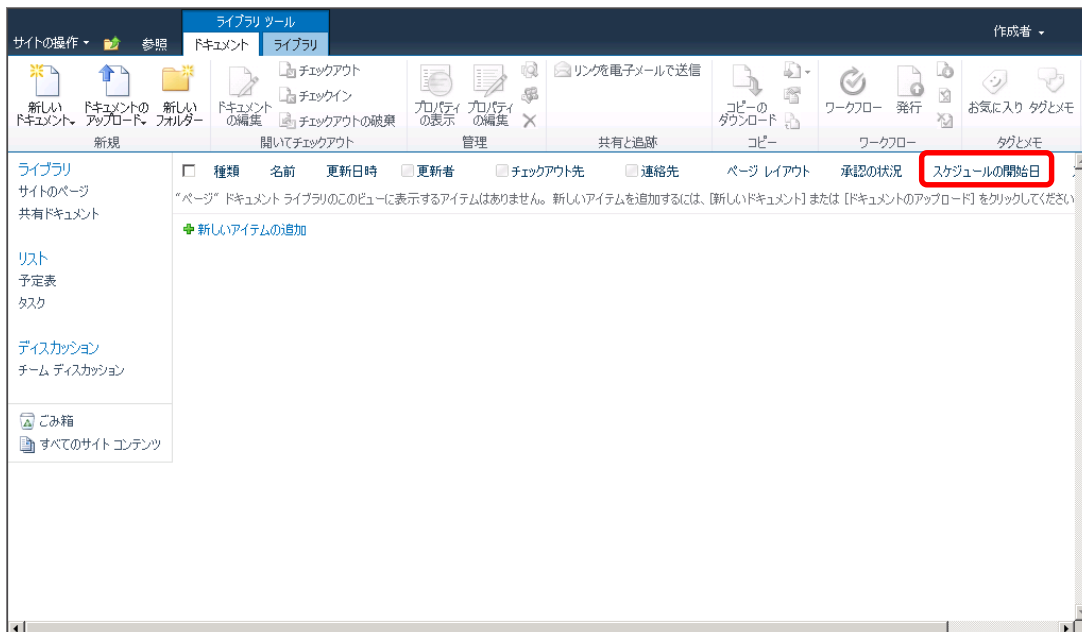 ライブラリ ツール
サイトの操作 参照 ドキュメント ライブラリ 作成者
新しいドキュメント ドキュメントのアップロード 新しいフォルダー
新規
ドキュメントの編集 チェックアウト
チェックイン
チェックアウトの破棄
開いてチェックアウト
プロパティの表示 プロパティの編集
管理
リンクを電子メールで送信
共有と追跡
コピーのダウンロード
コピー
ワークフロー 発行
ワークフロー
お気に入り タグとメモ
タグとメモ
ライブラリ
サイトのページ
共有ドキュメント
リスト
予定表
タスク
ディスカッション
チーム ディスカッション
ごみ箱
すべてのサイト コンテンツ
種類 名前 更新日時 更新者 チェックアウト先 連絡先 ページ レイアウト 承認の状況 スケジュールの開始日
"ページ" ドキュメント ライブラリのこのビューに表示するアイテムはありません。新しいアイテムを追加するには、[新しいドキュメント] または [ドキュメントのアップロード] をクリックしてください
新しいアイテムの追加